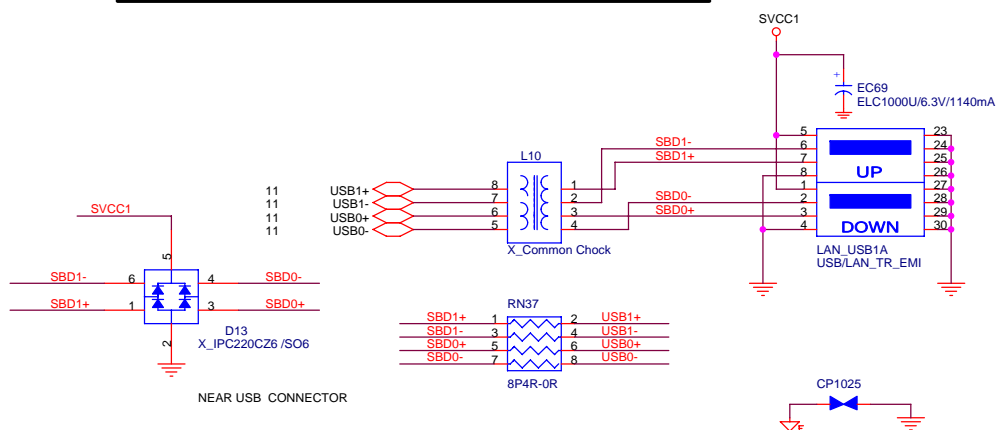 SVCC1
+
EC69
ELC1000U/6.3V/1140mA
L10
11 USB1+ 8 1
11 USB1- 7 2
11 USB0+ 6 3
11 USB0- 5 4
X_Common Chock
SBD1-
SBD1+
SBD0-
SBD0+
5 23
6 24
7 25
8 26
UP
1 27
2 28
3 29
4 30
DOWN
LAN_USB1A
USB/LAN_TR_EMI
SVCC1
5
SBD1- 6 4 SBD0-
SBD1+ 1 3 SBD0+
2
D13
X_IPC220CZ6 /SO6
NEAR USB CONNECTOR
RN37
SBD1+ 1 2 USB1+
SBD1- 3 4 USB1-
SBD0+ 5 6 USB0+
SBD0- 7 8 USB0-
8P4R-0R
CP1025